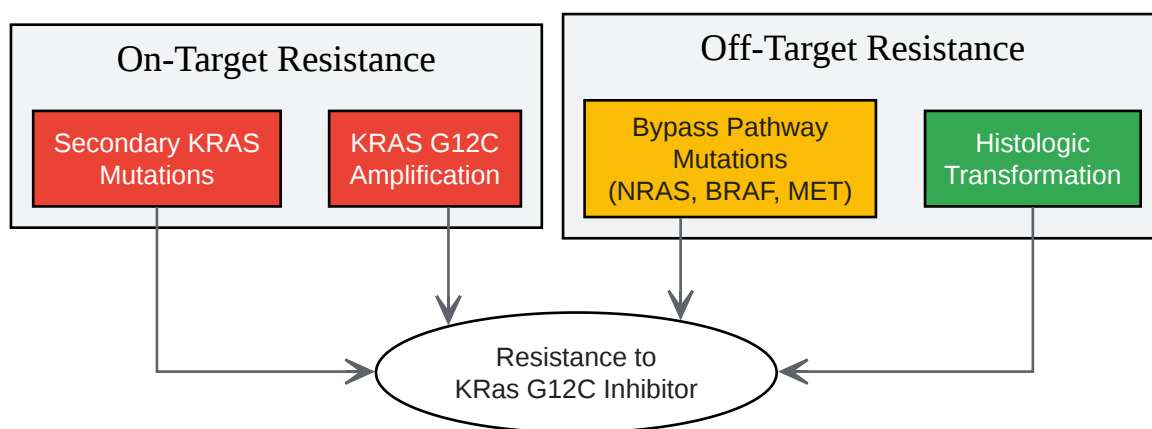 On-Target Resistance
Secondary KRAS
Mutations
KRAS G12C
Amplification
Off-Target Resistance
Bypass Pathway
Mutations
(NRAS, BRAF, MET)
Histologic
Transformation
Resistance to
KRas G12C Inhibitor